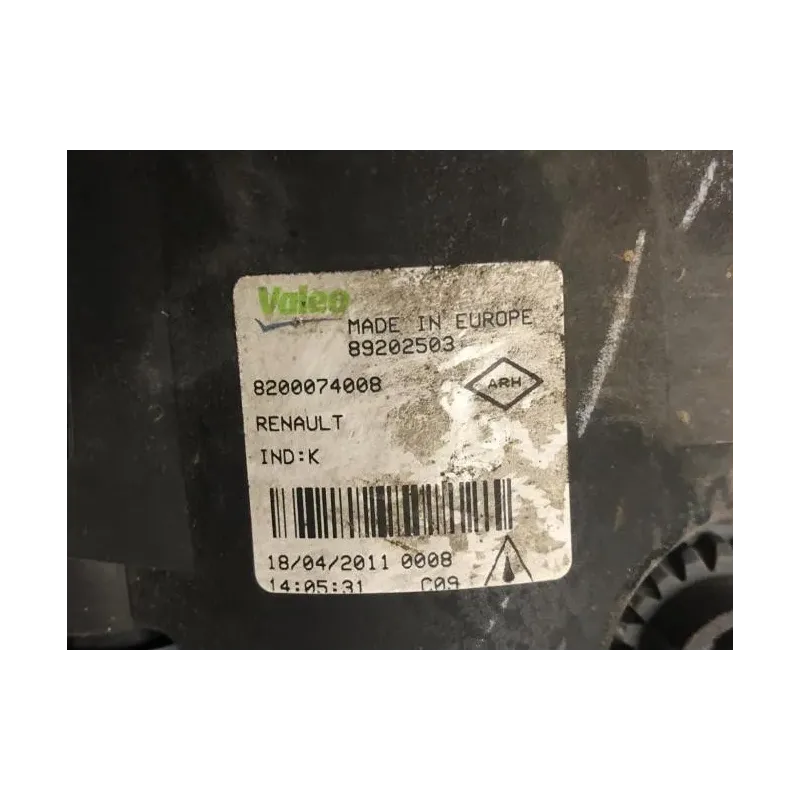 Valeo
MADE IN EUROPE
89202503
8200074008
ARH
RENAULT
IND:K
18/04/2011 0008
14:05:31 C09